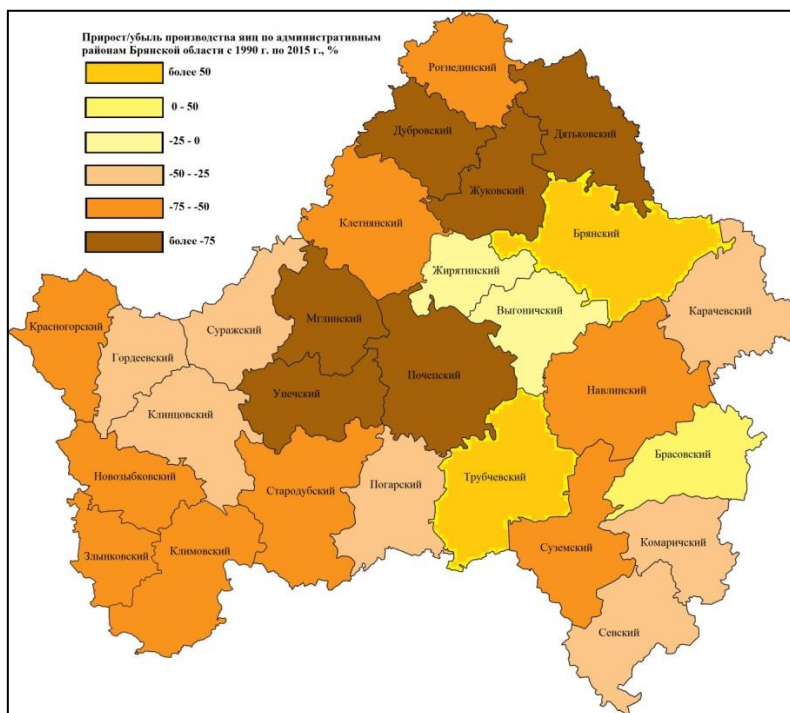 Прирост/убыль производства яиц по административным
районам Брянской области с 1990 г. по 2015 г., %
более 50
0 - 50
-25 - 0
-50 - -25
-75 - -50
более -75
Рогнединский
Дубровский
Дятьковский
Жуковский
Клетнянский
Брянский
Жирятинский
Выгоничский
Карачевский
Красногорский
Гордеевский
Суражский
Мглинский
Почепский
Унечский
Навлинский
Клинцовский
Брасовский
Новозыбковский
Стародубский
Погарский
Трубчевский
Злынковский
Климовский
Суземский
Комаричский
Севский